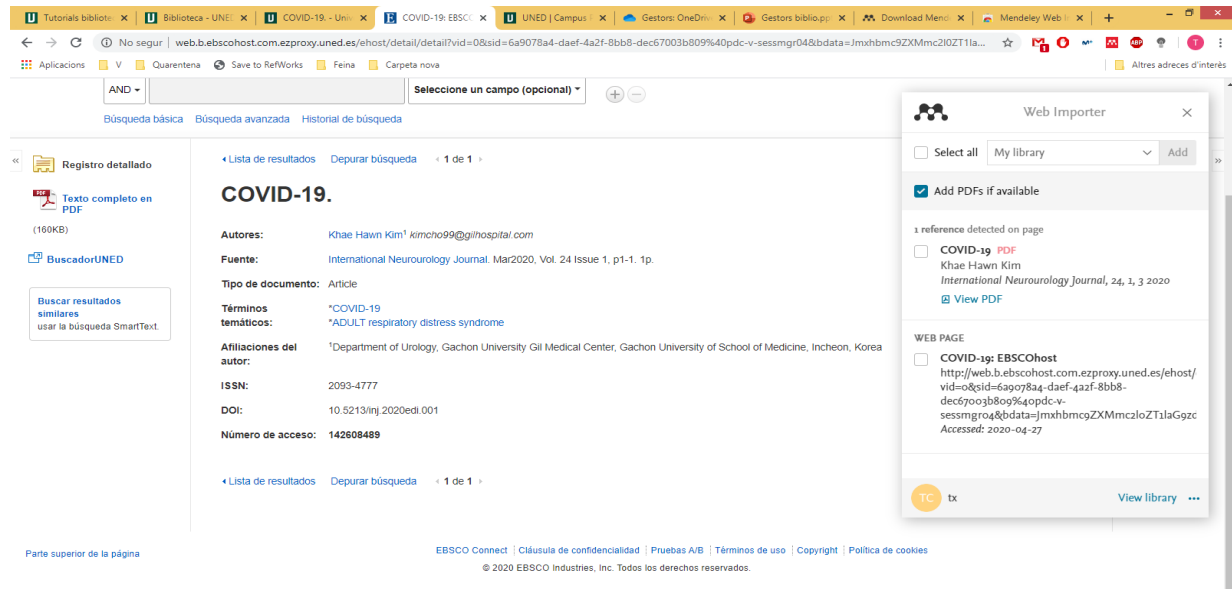 Tutorials bibliote
Biblioteca - UNED
COVID-19. - Univ
COVID-19: EBSCO
UNED | Campus
Gestors: OneDriv
Gestors biblio.pp
Download Mend
Mendeley Web I
No segur | web.b.ebscohost.com.ezproxy.uned.es/ehost/detail/detail?vid=0&sid=6a9078a4-daef-4a2f-8bb8-dec67003b809%40pdc-v-sessmgr04&bdata=Jmxhbmc9ZXMmc2l0ZT1la...
Aplicacions V Quarentena Save to RefWorks Feina Carpeta nova Altres adreces d'interès
AND Seleccione un campo (opcional)
Búsqueda básica Búsqueda avanzada Historial de búsqueda
Registro detallado
Texto completo en
PDF
(160KB)
BuscadorUNED
Buscar resultados
similares
usar la búsqueda SmartText.
Lista de resultados Depurar búsqueda 1 de 1
COVID-19.
Autores: Khae Hawn Kim¹ kimcho99@gilhospital.com
Fuente: International Neurourology Journal. Mar2020, Vol. 24 Issue 1, p1-1. 1p.
Tipo de documento: Article
Términos *COVID-19
temáticos: *ADULT respiratory distress syndrome
Afiliaciones del ¹Department of Urology, Gachon University Gil Medical Center, Gachon University of School of Medicine, Incheon, Korea
autor:
ISSN: 2093-4777
DOI: 10.5213/inj.2020edi.001
Número de acceso: 142608489
Lista de resultados Depurar búsqueda 1 de 1
Web Importer
Select all My library Add
Add PDFs if available
1 reference detected on page
COVID-19 PDF
Khae Hawn Kim
International Neurourology Journal, 24, 1, 3 2020
View PDF
WEB PAGE
COVID-19: EBSCOhost
http://web.b.ebscohost.com.ezproxy.uned.es/ehost/
vid=0&sid=6a9078a4-daef-4a2f-8bb8-
dec67003b809%40pdc-v-
sessmgr04&bdata=Jmxhbmc9ZXMmc2loZT1laG9zc
Accessed: 2020-04-27
TC tx View library
Parte superior de la página
EBSCO Connect Cláusula de confidencialidad Pruebas A/B Términos de uso Copyright Política de cookies
© 2020 EBSCO Industries, Inc. Todos los derechos reservados.